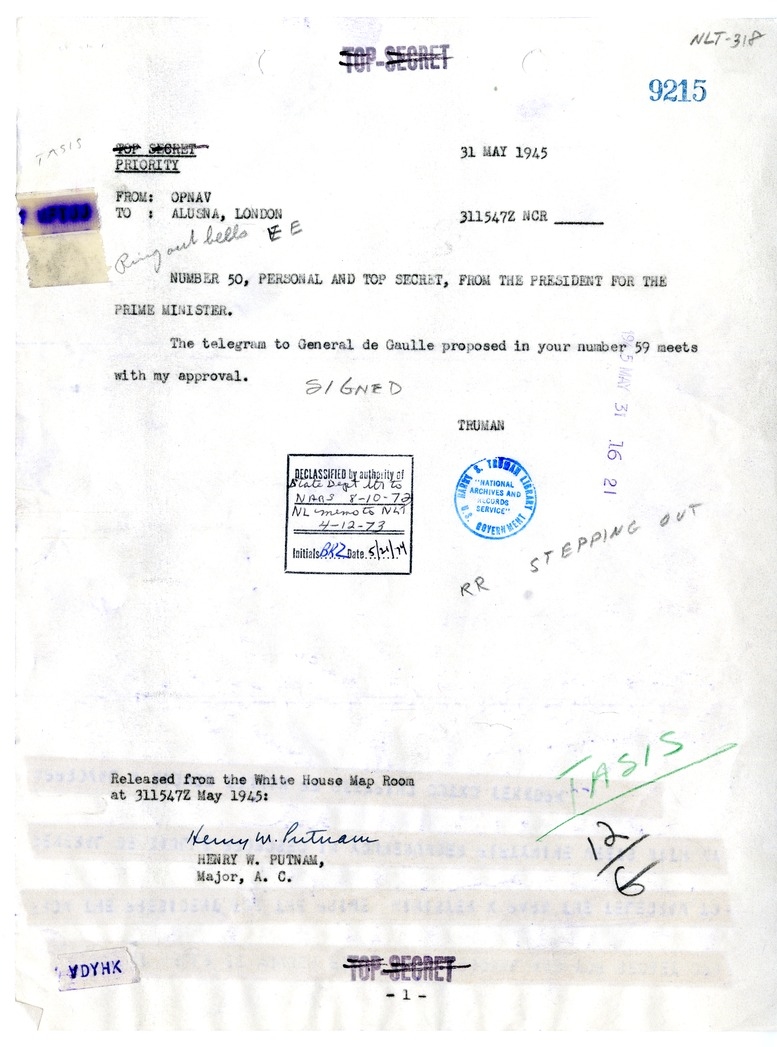 NLT-318
TOP-SECRET
9215
TASIS
TOP SECRET
31 MAY 1945
PRIORITY
FROM: OPNAV
TO : ALUSNA, LONDON
311547Z NCR ______
Ring out bells E E
NUMBER 50, PERSONAL AND TOP SECRET, FROM THE PRESIDENT FOR THE
PRIME MINISTER.
The telegram to General de Gaulle proposed in your number 59 meets
with my approval.
SIGNED
TRUMAN
1945 MAY 31 16 21
DECLASSIFIED by authority of
State Dept ltr to
NARS 8-10-72
NL memo to NLT
4-12-73
Initials Date 5/21/74
HARRY S. TRUMAN LIBRARY
"NATIONAL
ARCHIVES AND
RECORDS
SERVICE"
U.S. GOVERNMENT
RR STEPPING OUT
TASIS
Released from the White House Map Room
at 311547Z May 1945:
12/6
Henry W. Putnam
HENRY W. PUTNAM,
Major, A. C.
VDYHK
TOP-SECRET
- 1 -